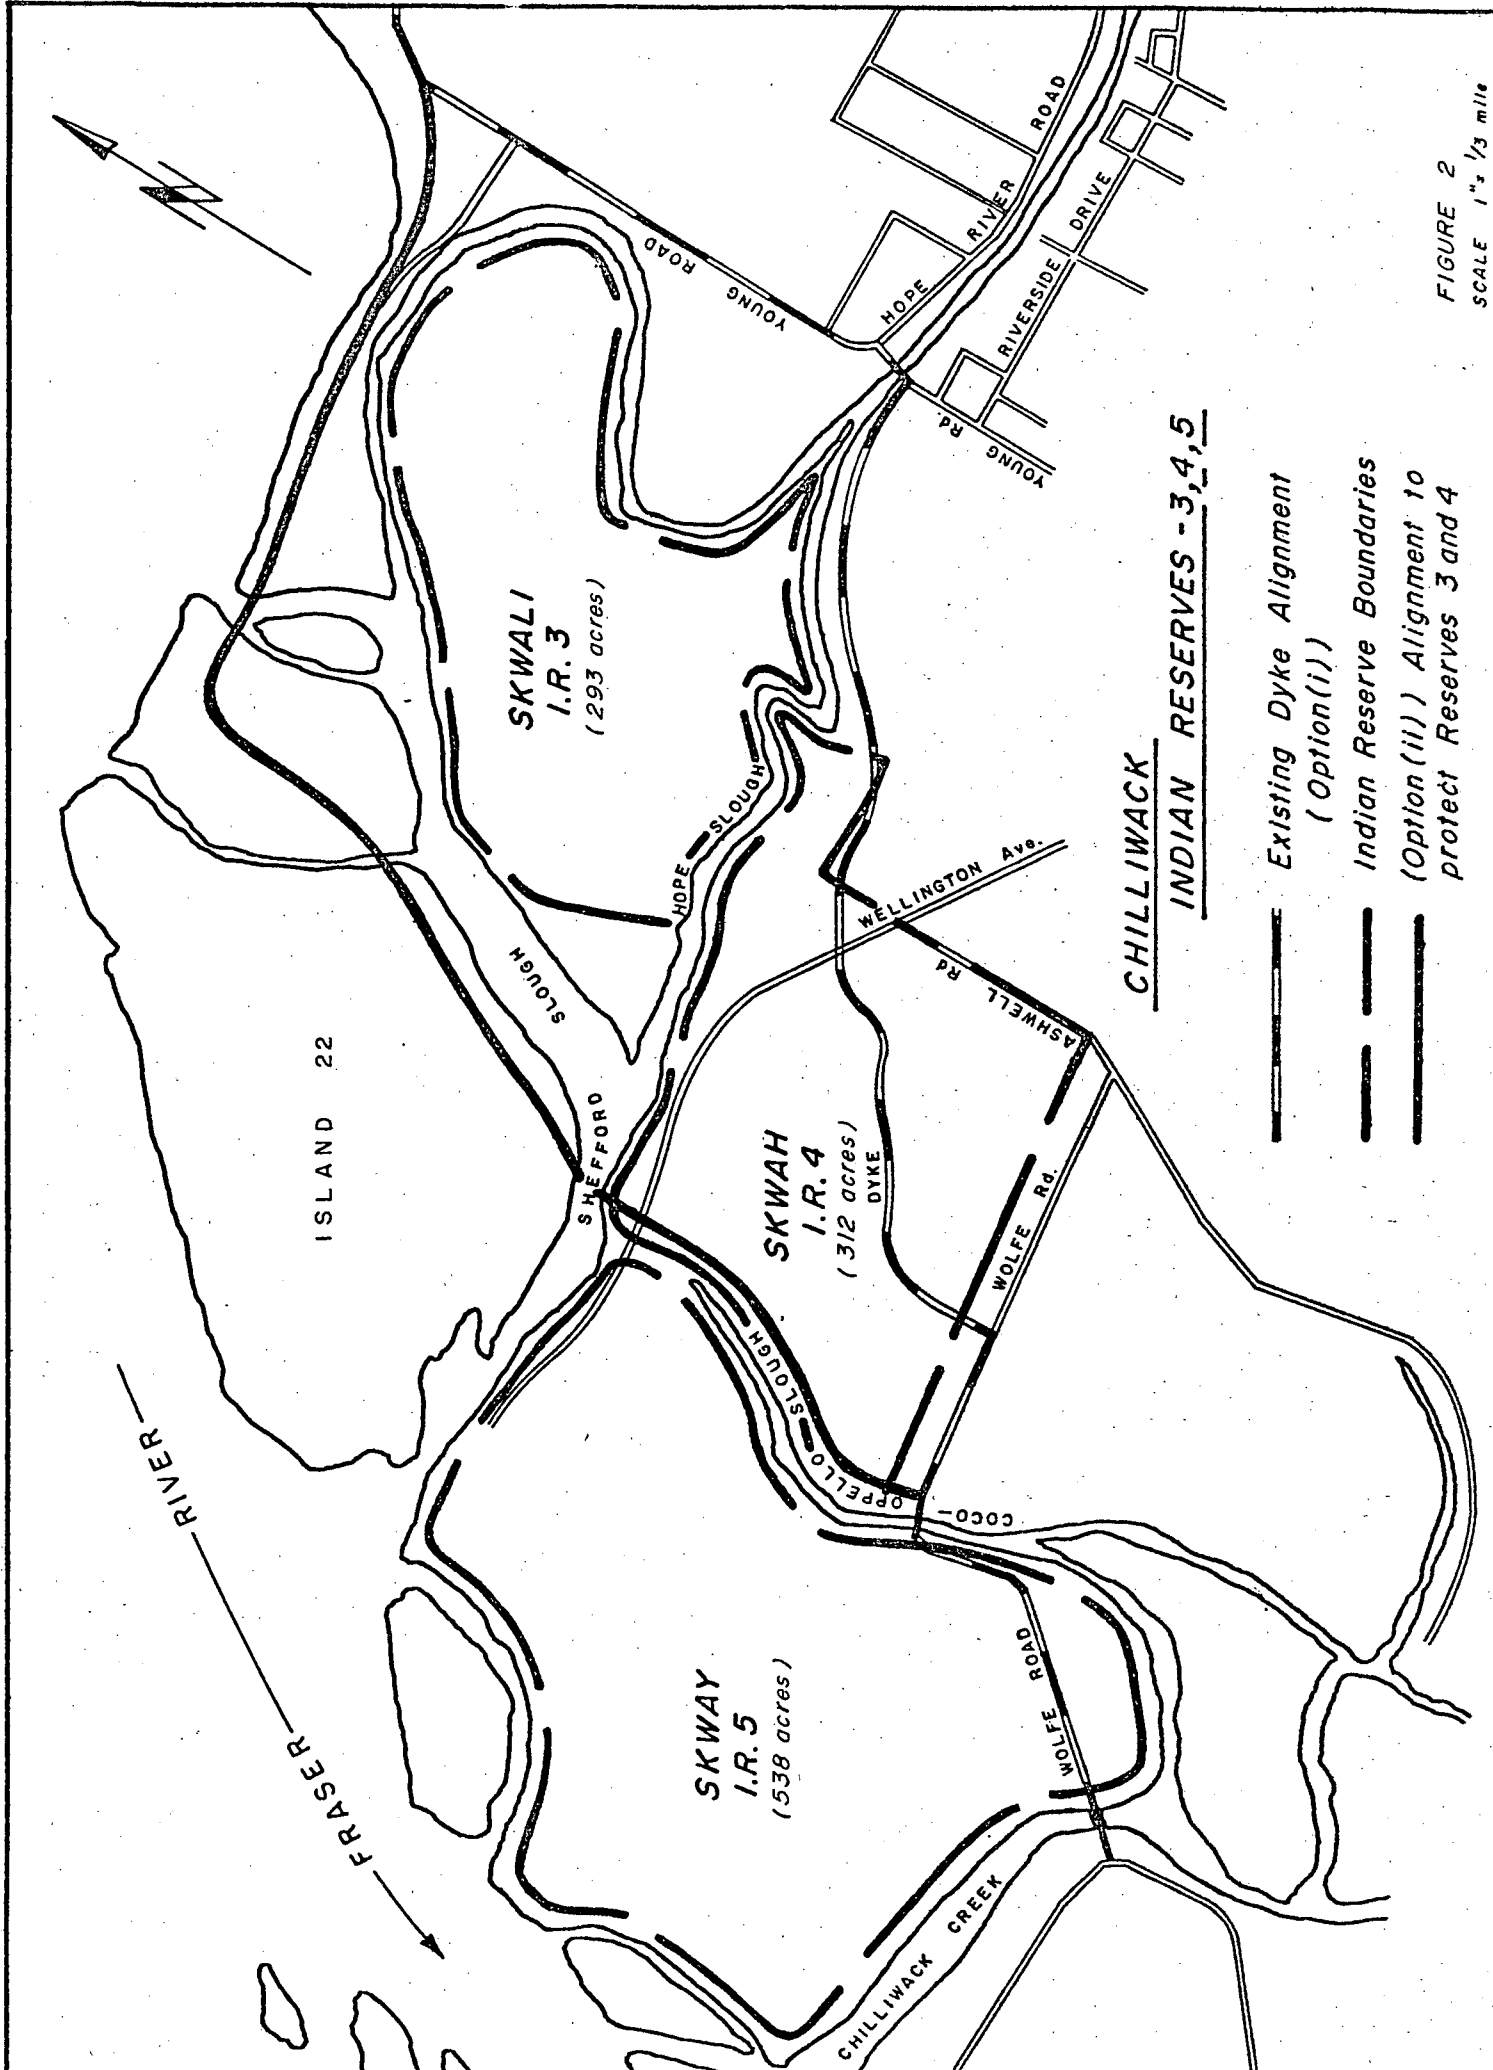 ISLAND 22
FRASER — RIVER
SKWAY
I.R. 5
(538 acres)
SKWAH
I.R. 4
(312 acres)
DYKE
SKWALI
I.R. 3
(293 acres)
SHEFFORD
SLOUGH
HOPE SLOUGH
COCO-OPPELLO SLOUGH
CHILLIWACK CREEK
WOLFE ROAD
WOLFE Rd.
ASHWELL Rd
WELLINGTON Ave.
YOUNG ROAD
YOUNG Rd.
HOPE RIVER ROAD
RIVERSIDE DRIVE
CHILLIWACK
INDIAN RESERVES -3,4,5
Existing Dyke Alignment
(Option(i))
Indian Reserve Boundaries
(Option(ii)) Alignment to
protect Reserves 3 and 4
FIGURE 2
SCALE 1"= 1/3 mile